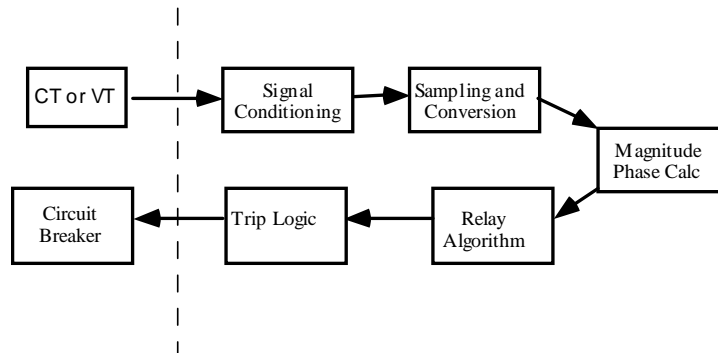 CT or VT
Signal
Conditioning
Sampling and
Conversion
Magnitude
Phase Calc
Circuit
Breaker
Trip Logic
Relay
Algorithm